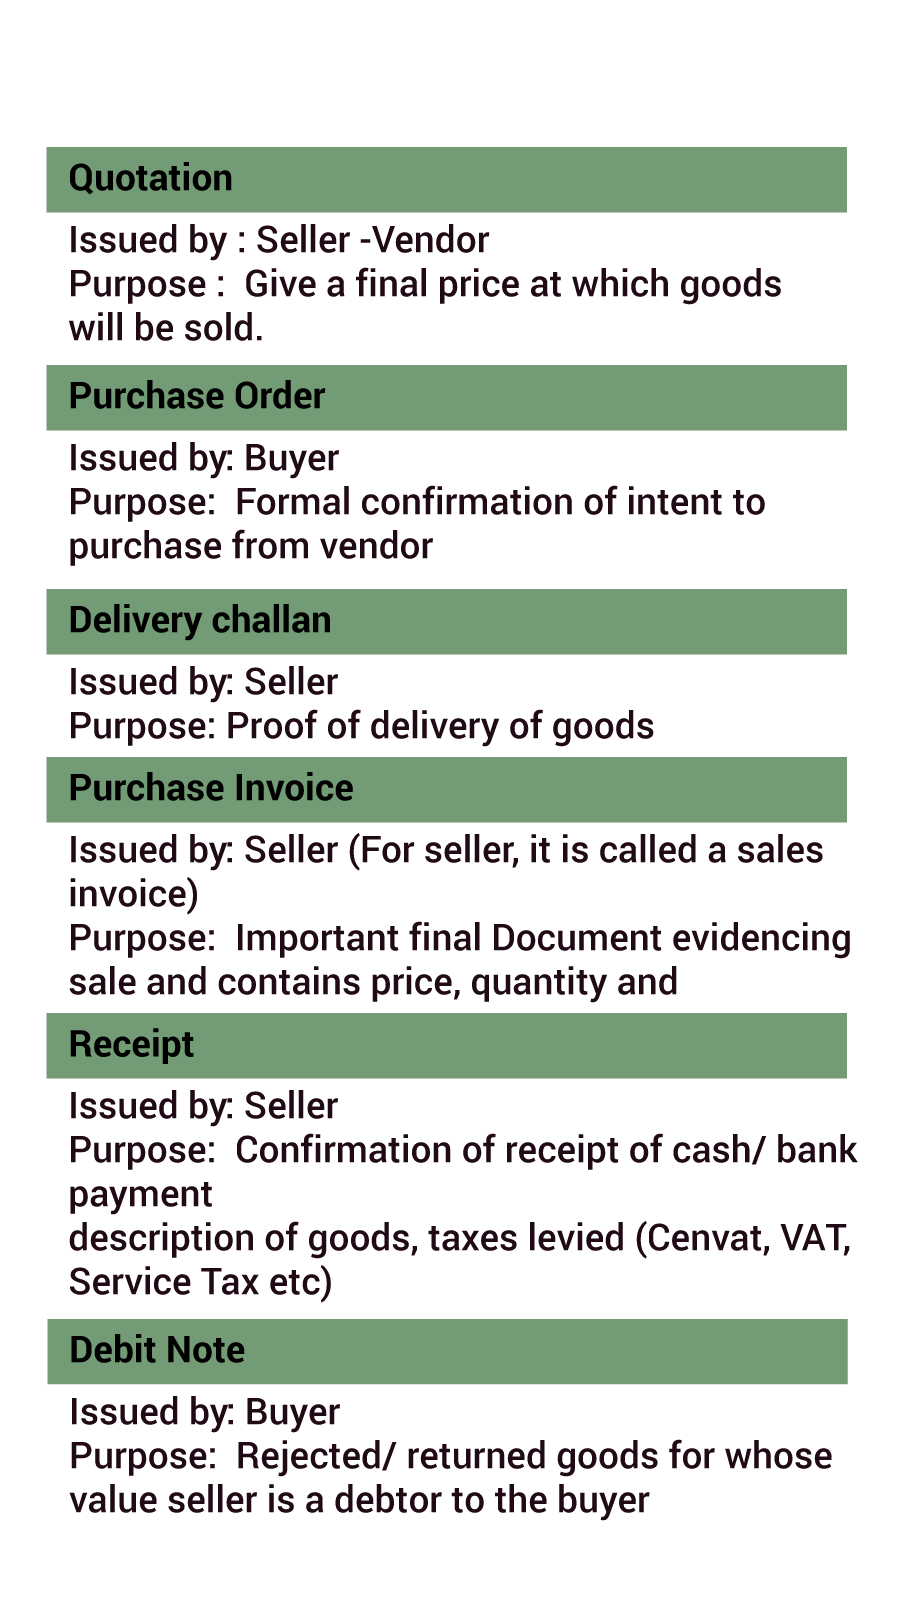 Quotation
Issued by : Seller -Vendor
Purpose :  Give a final price at which goods
will be sold.
Purchase Order
Issued by: Buyer
Purpose:  Formal confirmation of intent to
purchase from vendor
Delivery challan
Issued by: Seller
Purpose: Proof of delivery of goods
Purchase Invoice
Issued by: Seller (For seller, it is called a sales
invoice)
Purpose:  Important final Document evidencing
sale and contains price, quantity and
Receipt
Issued by: Seller
Purpose:  Confirmation of receipt of cash/ bank
payment
description of goods, taxes levied (Cenvat, VAT,
Service Tax etc)
Debit Note
Issued by: Buyer
Purpose:  Rejected/ returned goods for whose
value seller is a debtor to the buyer